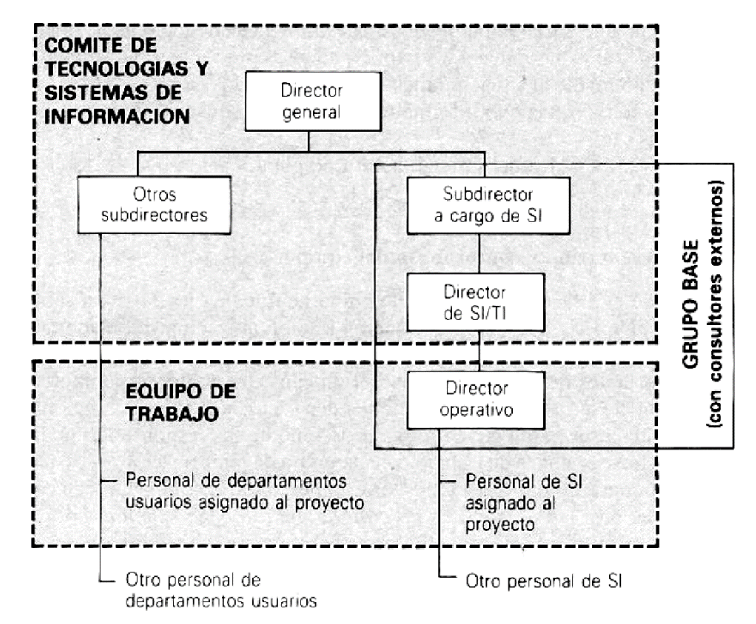 COMITE DE
TECNOLOGIAS Y
SISTEMAS DE
INFORMACION
Director
general
Otros
subdirectores
Subdirector
a cargo de SI
Director
de SI/TI
GRUPO BASE
(con consultores externos)
EQUIPO DE
TRABAJO
Director
operativo
Personal de departamentos
usuarios asignado al proyecto
Personal de SI
asignado al
proyecto
Otro personal de
departamentos usuarios
Otro personal de SI